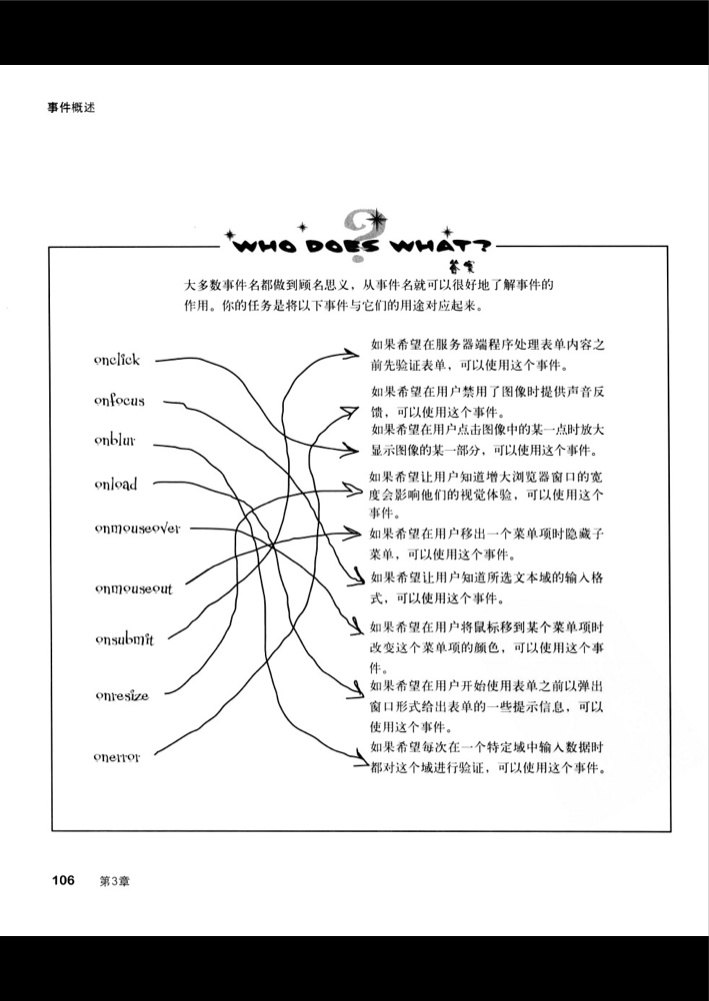 事件概述
WHO DOES WHAT?
答案
大多数事件名都做到顾名思义，从事件名就可以很好地了解事件的
作用。你的任务是将以下事件与它们的用途对应起来。
onclick
onfocus
onblur
onload
onmouseover
onmouseout
onsubmit
onresize
onerror
如果希望在服务器端程序处理表单内容之
前先验证表单，可以使用这个事件。
如果希望在用户禁用了图像时提供声音反
馈，可以使用这个事件。
如果希望在用户点击图像中的某一点时放大
显示图像的某一部分，可以使用这个事件。
如果希望让用户知道增大浏览器窗口的宽
度会影响他们的视觉体验，可以使用这个
事件。
如果希望在用户移出一个菜单项时隐藏子
菜单，可以使用这个事件。
如果希望让用户知道所选文本域的输入格
式，可以使用这个事件。
如果希望在用户将鼠标移到某个菜单项时
改变这个菜单项的颜色，可以使用这个事
件。
如果希望在用户开始使用表单之前以弹出
窗口形式给出表单的一些提示信息，可以
使用这个事件。
如果希望每次在一个特定域中输入数据时
都对这个域进行验证，可以使用这个事件。
106 第3章